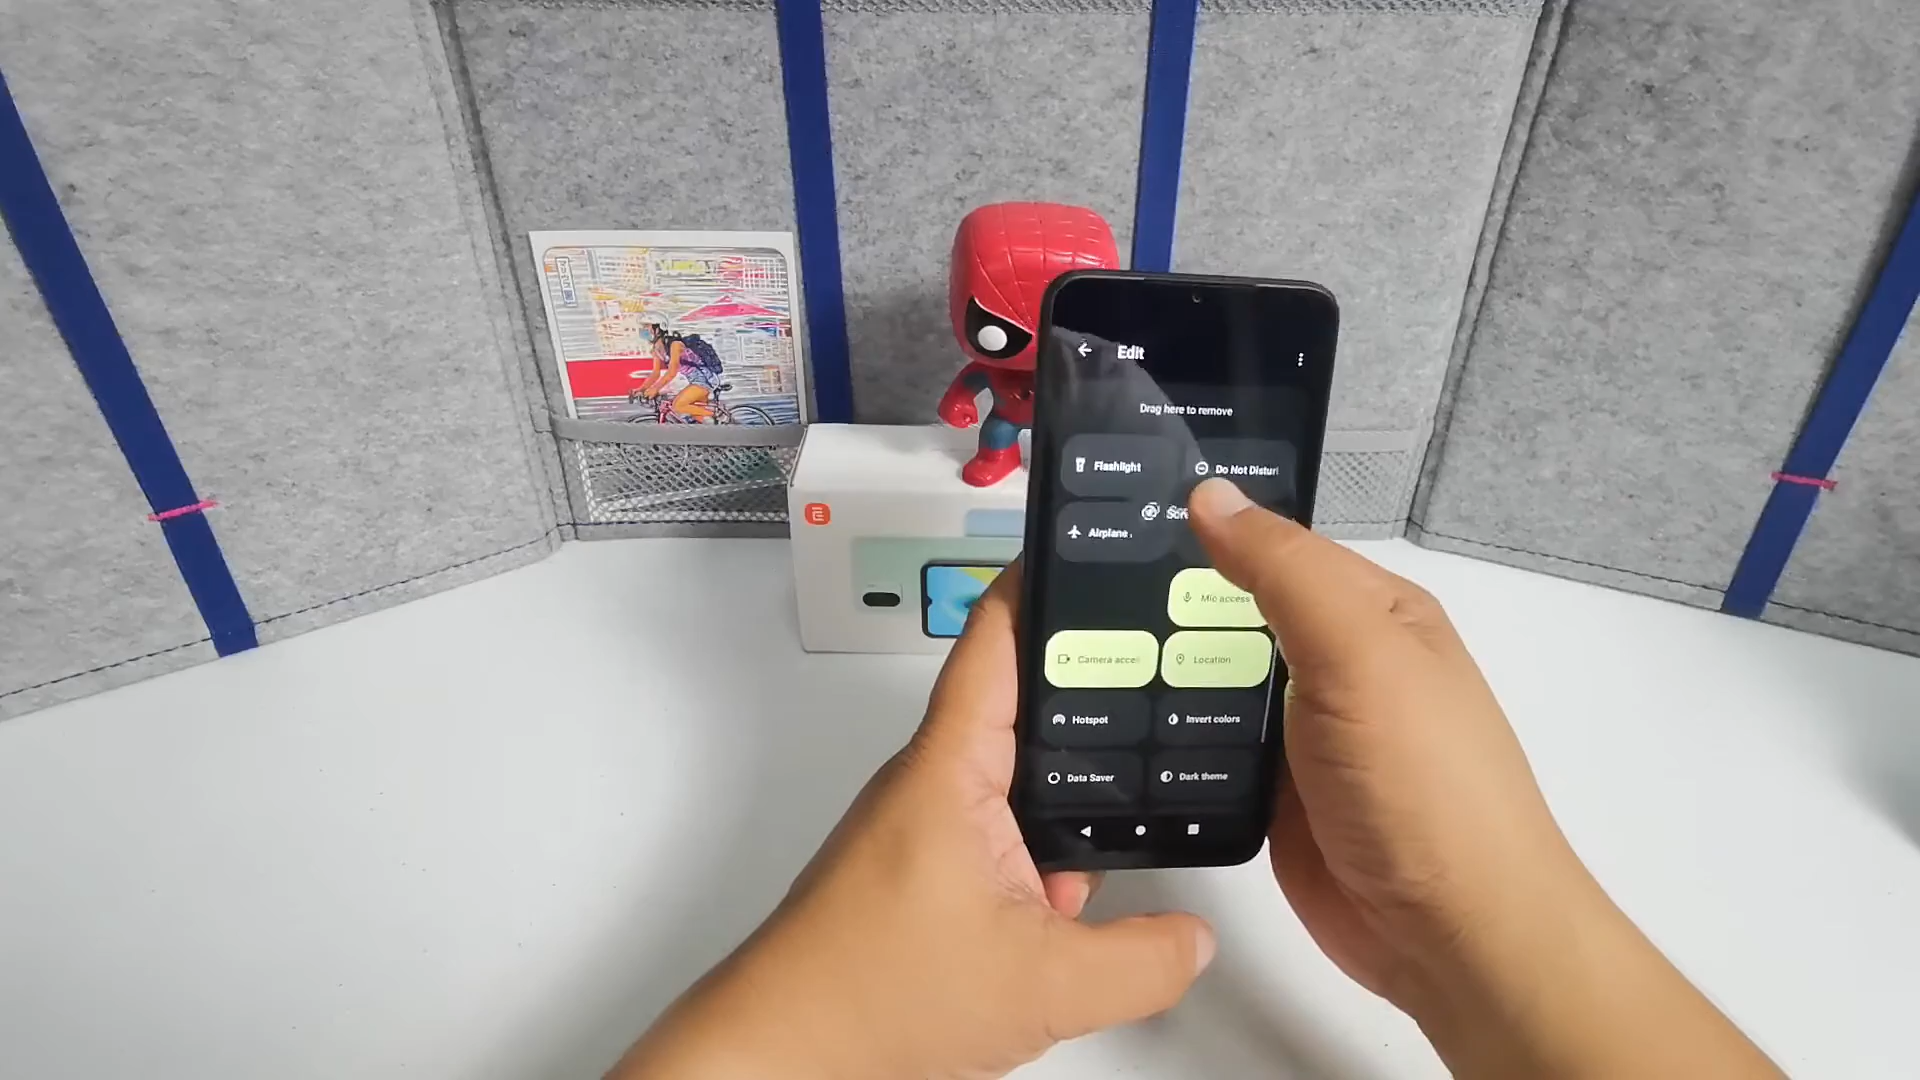 Edit
Drag here to remove
Flashlight
Do Not Disturl
Airplane
Mic access
Camera acce
Location
Hotspot
Invert colors
Data Saver
Dark theme